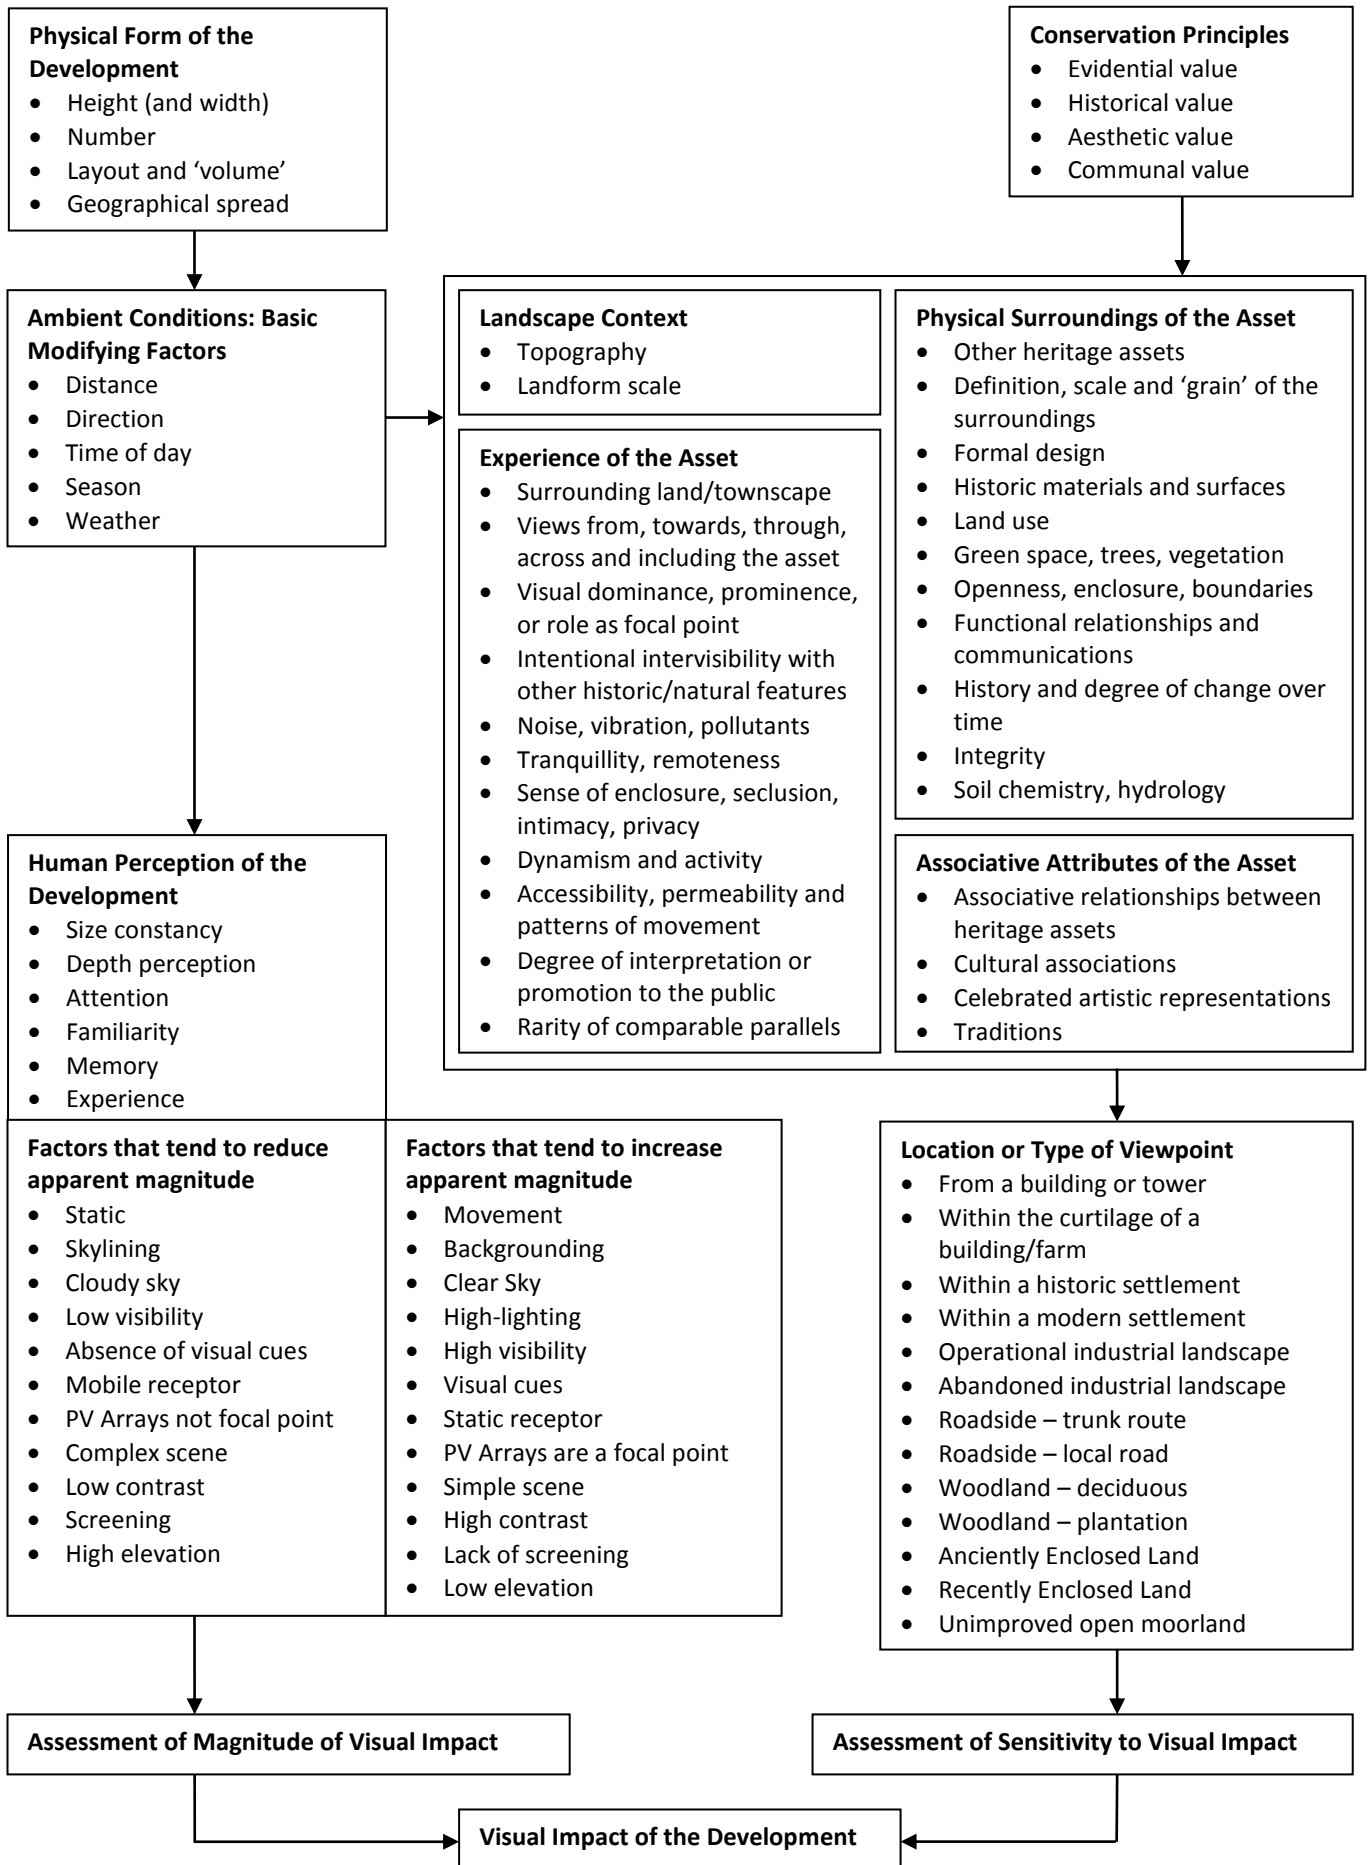 Physical Form of the
Development
• Height (and width)
• Number
• Layout and ‘volume’
• Geographical spread
Conservation Principles
• Evidential value
• Historical value
• Aesthetic value
• Communal value
Ambient Conditions: Basic
Modifying Factors
• Distance
• Direction
• Time of day
• Season
• Weather
Landscape Context
• Topography
• Landform scale
Experience of the Asset
• Surrounding land/townscape
• Views from, towards, through,
across and including the asset
• Visual dominance, prominence,
or role as focal point
• Intentional intervisibility with
other historic/natural features
• Noise, vibration, pollutants
• Tranquillity, remoteness
• Sense of enclosure, seclusion,
intimacy, privacy
• Dynamism and activity
• Accessibility, permeability and
patterns of movement
• Degree of interpretation or
promotion to the public
• Rarity of comparable parallels
Physical Surroundings of the Asset
• Other heritage assets
• Definition, scale and ‘grain’ of the
surroundings
• Formal design
• Historic materials and surfaces
• Land use
• Green space, trees, vegetation
• Openness, enclosure, boundaries
• Functional relationships and
communications
• History and degree of change over
time
• Integrity
• Soil chemistry, hydrology
Associative Attributes of the Asset
• Associative relationships between
heritage assets
• Cultural associations
• Celebrated artistic representations
• Traditions
Human Perception of the
Development
• Size constancy
• Depth perception
• Attention
• Familiarity
• Memory
• Experience
Factors that tend to reduce
apparent magnitude
• Static
• Skylining
• Cloudy sky
• Low visibility
• Absence of visual cues
• Mobile receptor
• PV Arrays not focal point
• Complex scene
• Low contrast
• Screening
• High elevation
Factors that tend to increase
apparent magnitude
• Movement
• Backgrounding
• Clear Sky
• High-lighting
• High visibility
• Visual cues
• Static receptor
• PV Arrays are a focal point
• Simple scene
• High contrast
• Lack of screening
• Low elevation
Location or Type of Viewpoint
• From a building or tower
• Within the curtilage of a
building/farm
• Within a historic settlement
• Within a modern settlement
• Operational industrial landscape
• Abandoned industrial landscape
• Roadside – trunk route
• Roadside – local road
• Woodland – deciduous
• Woodland – plantation
• Anciently Enclosed Land
• Recently Enclosed Land
• Unimproved open moorland
Assessment of Magnitude of Visual Impact
Assessment of Sensitivity to Visual Impact
Visual Impact of the Development